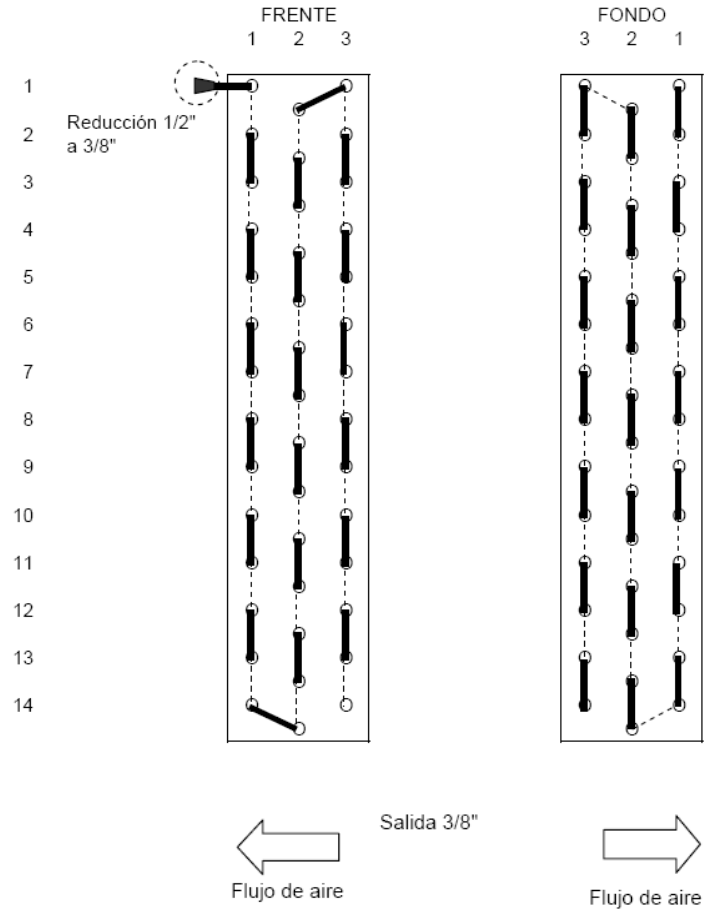 FRENTE
1 2 3
FONDO
3 2 1
1
Reducción 1/2"
a 3/8"
2
3
4
5
6
7
8
9
10
11
12
13
14
Salida 3/8"
Flujo de aire
Flujo de aire